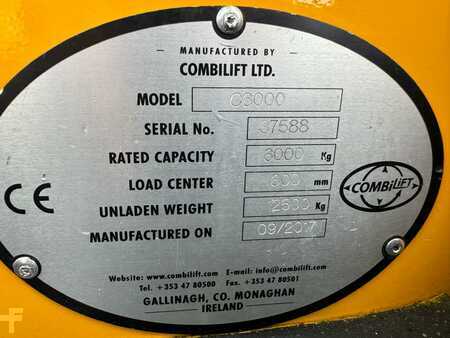 MANUFACTURED BY
COMBILIFT LTD.
MODEL C3000
SERIAL No. 37588
RATED CAPACITY 3000 Kg
LOAD CENTER 600 mm
UNLADEN WEIGHT Kg
MANUFACTURED ON 09/2017
CE
COMBiLiFT
Website: www.combilift.com E-mail: info@combilift.com
Tel. +353 47 80500 Fax +353 47 80501
GALLINAGH, CO. MONAGHAN
IRELAND